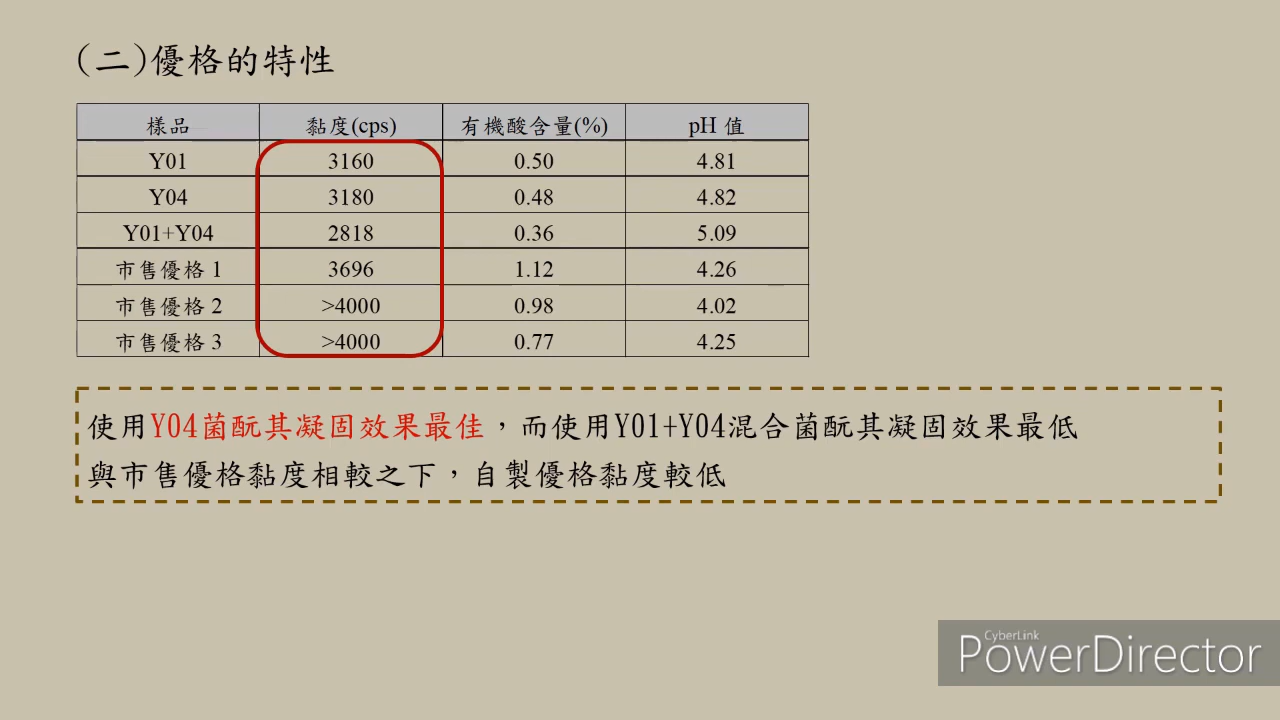 (二)優格的特性
樣品 黏度(cps) 有機酸含量(%) pH 值
Y01 3160 0.50 4.81
Y04 3180 0.48 4.82
Y01+Y04 2818 0.36 5.09
市售優格 1 3696 1.12 4.26
市售優格 2 >4000 0.98 4.02
市售優格 3 >4000 0.77 4.25
使用Y04菌酛其凝固效果最佳，而使用Y01+Y04混合菌酛其凝固效果最低
與市售優格黏度相較之下，自製優格黏度較低
CyberLink
PowerDirector